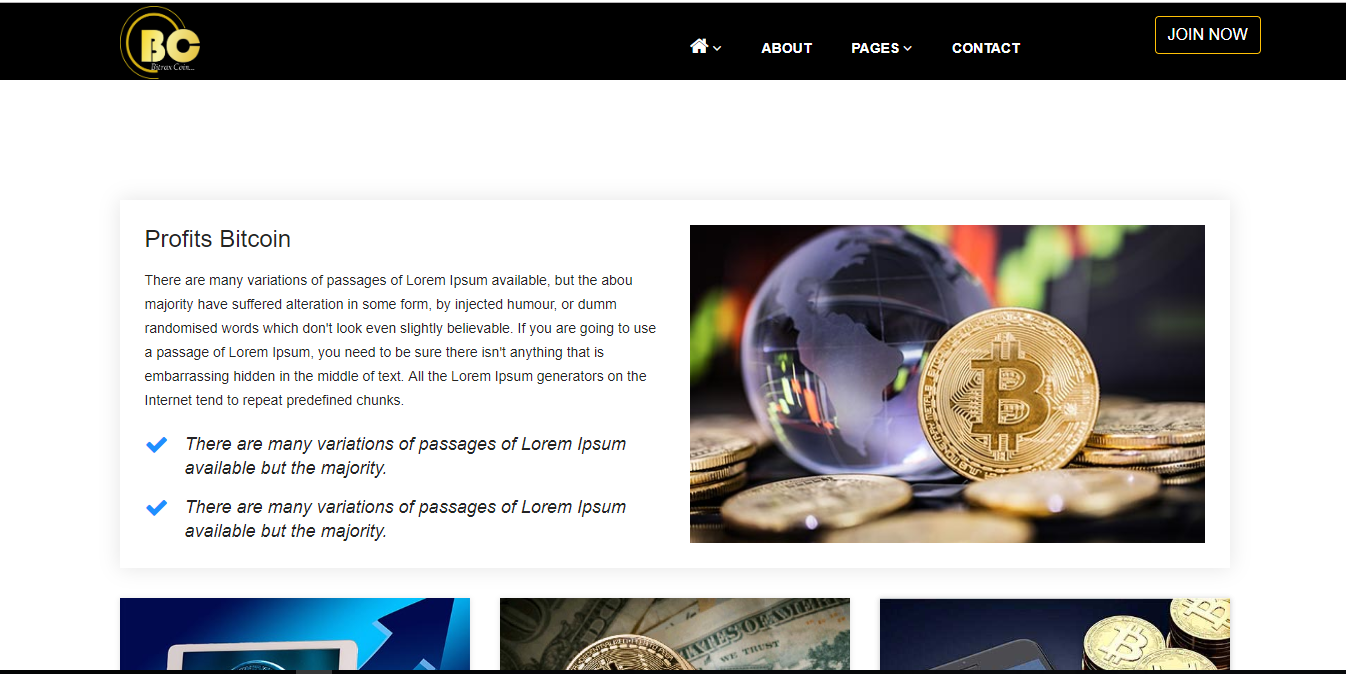 BC
Bitrax Coin...
ABOUT
PAGES
CONTACT
JOIN NOW
Profits Bitcoin
There are many variations of passages of Lorem Ipsum available, but the abou
majority have suffered alteration in some form, by injected humour, or dumm
randomised words which don't look even slightly believable. If you are going to use
a passage of Lorem Ipsum, you need to be sure there isn't anything that is
embarrassing hidden in the middle of text. All the Lorem Ipsum generators on the
Internet tend to repeat predefined chunks.
There are many variations of passages of Lorem Ipsum
available but the majority.
There are many variations of passages of Lorem Ipsum
available but the majority.
STATES OF AMERI
WE TRUST